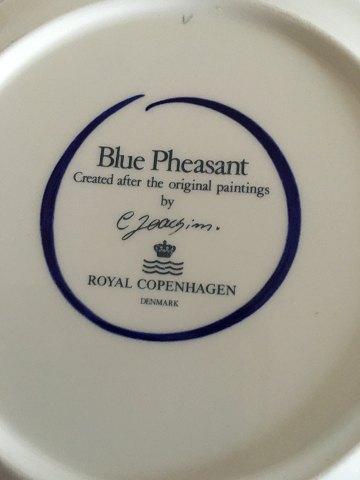 Blue Pheasant
Created after the original paintings
by
C Joachim.
ROYAL COPENHAGEN
DENMARK